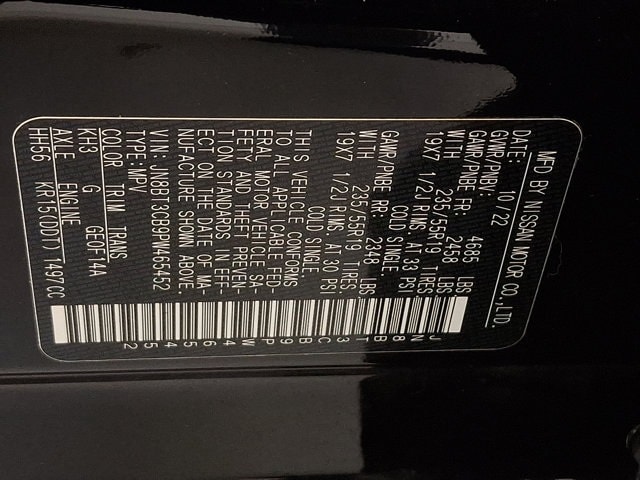 MFD BY NISSAN MOTOR CO.,LTD.
DATE: 10/22
GVWR/PNBV: 4685 LBS
GAWR/PNBE FR: 2458 LBS
WITH 235/55R19 TIRES
19X7 1/2J RIMS. AT 33 PSI
COLD SINGLE
GAWR/PNBE RR: 2348 LBS
WITH 235/55R19 TIRES
19X7 1/2J RIMS. AT 30 PSI
COLD SINGLE
THIS VEHICLE CONFORMS
TO ALL APPLICABLE FED-
ERAL MOTOR VEHICLE SA-
FETY AND THEFT PREVEN-
TION STANDARDS IN EFF-
ECT ON THE DATE OF MA-
NUFACTURE SHOWN ABOVE.
VIN: JN8BT3CB9PW465452
TYPE: MPV
COLOR TRIM TRANS
KH3 G GE0F14A
AXLE ENGINE
HH56 KR15(DDT) 1497CC
JN8BT3CB9PW465452